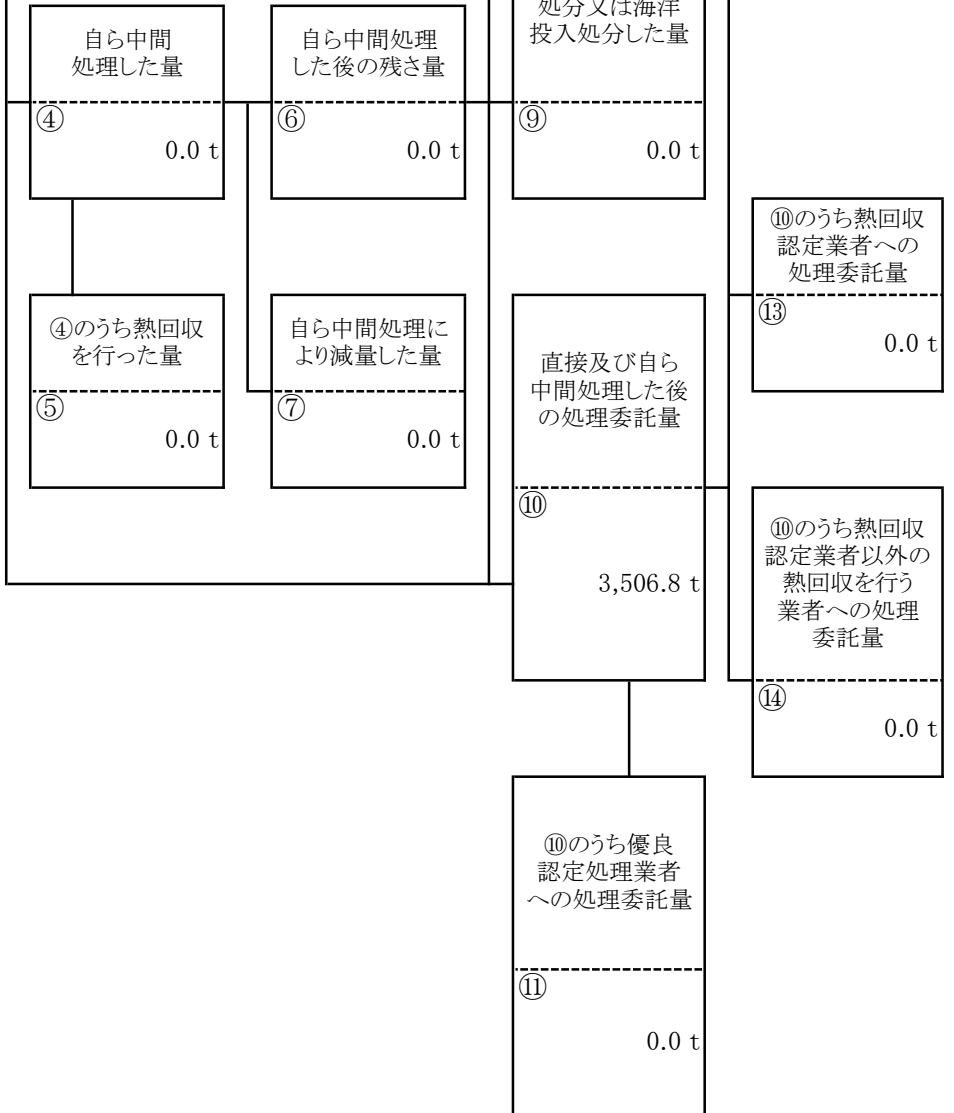 自ら中間
処理した量
④
0.0 t
自ら中間処理
した後の残さ量
⑥
0.0 t
処分又は海洋
投入処分した量
⑨
0.0 t
⑩のうち熱回収
認定業者への
処理委託量
⑬
0.0 t
④のうち熱回収
を行った量
⑤
0.0 t
自ら中間処理に
より減量した量
⑦
0.0 t
直接及び自ら
中間処理した後
の処理委託量
⑩
3,506.8 t
⑩のうち熱回収
認定業者以外の
熱回収を行う
業者への処理
委託量
⑭
0.0 t
⑩のうち優良
認定処理業者
への処理委託量
⑪
0.0 t